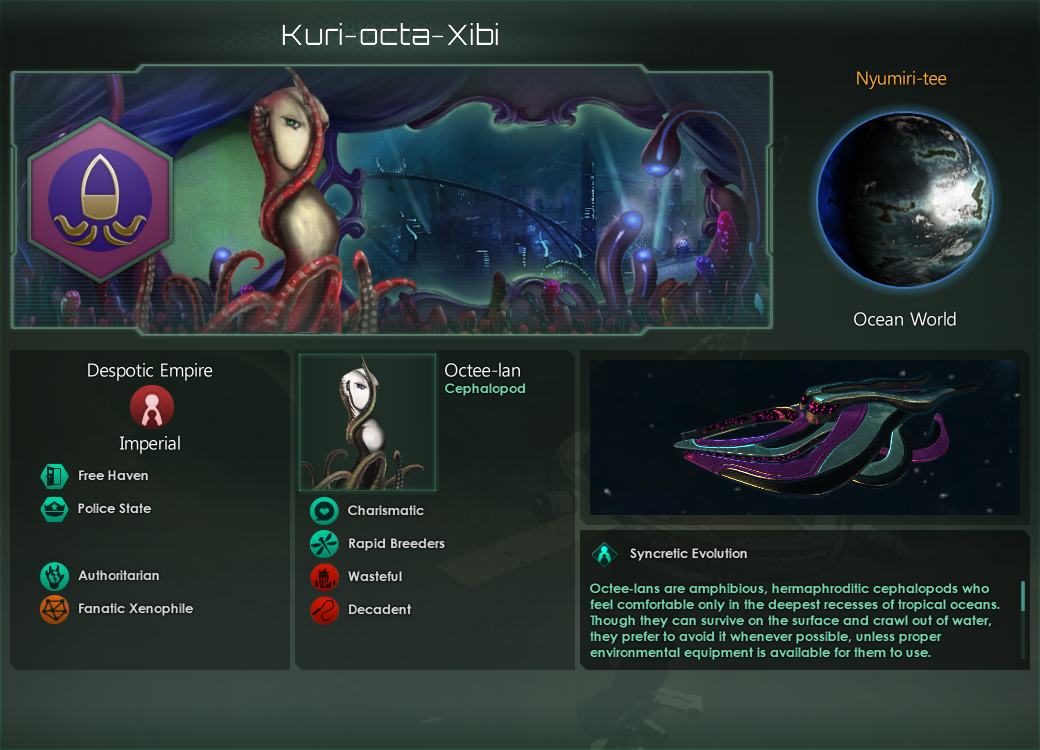 Kuri-octa-Xibi
Nyumiri-tee
Ocean World
Despotic Empire
Imperial
Free Haven
Police State
Authoritarian
Fanatic Xenophile
Octee-lan
Cephalopod
Charismatic
Rapid Breeders
Wasteful
Decadent
Syncretic Evolution
Octee-lans are amphibious, hermaphroditic cephalopods who
feel comfortable only in the deepest recesses of tropical oceans.
Though they can survive on the surface and crawl out of water,
they prefer to avoid it whenever possible, unless proper
environmental equipment is available for them to use.